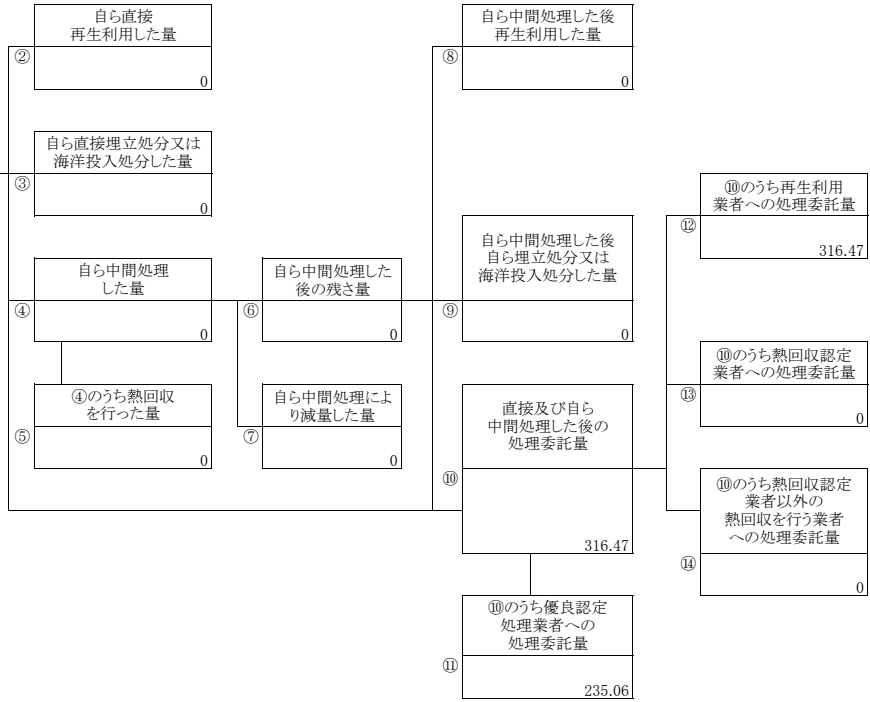 自ら直接
再生利用した量
②
0
自ら直接埋立処分又は
海洋投入処分した量
③
0
自ら中間処理
した量
④
0
④のうち熱回収
を行った量
⑤
0
自ら中間処理した
後の残さ量
⑥
0
自ら中間処理によ
り減量した量
⑦
0
自ら中間処理した後
再生利用した量
⑧
0
自ら中間処理した後
自ら埋立処分又は
海洋投入処分した量
⑨
0
直接及び自ら
中間処理した後の
処理委託量
⑩
316.47
⑩のうち優良認定
処理業者への
処理委託量
⑪
235.06
⑩のうち再生利用
業者への処理委託量
⑫
316.47
⑩のうち熱回収認定
業者への処理委託量
⑬
0
⑩のうち熱回収認定
業者以外の
熱回収を行う業者
への処理委託量
⑭
0